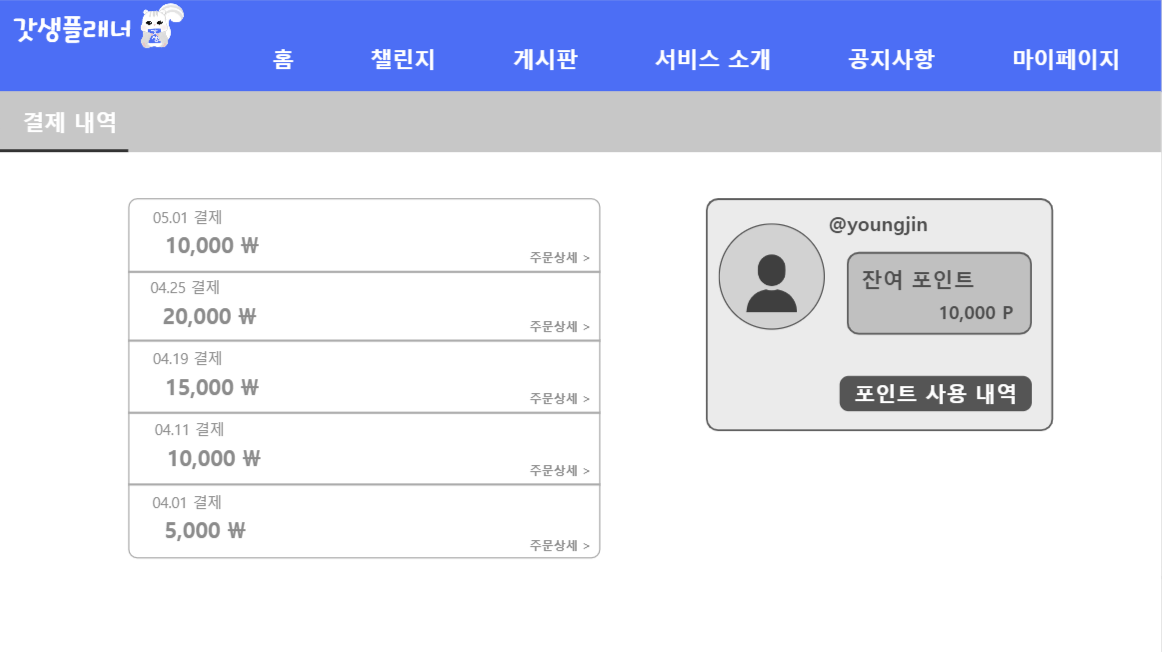 갓생플래너
홈 챌린지 게시판 서비스 소개 공지사항 마이페이지
결제 내역
05.01 결제
10,000 ₩
주문상세 >
04.25 결제
20,000 ₩
주문상세 >
04.19 결제
15,000 ₩
주문상세 >
04.11 결제
10,000 ₩
주문상세 >
04.01 결제
5,000 ₩
주문상세 >
@youngjin
잔여 포인트
10,000 P
포인트 사용 내역